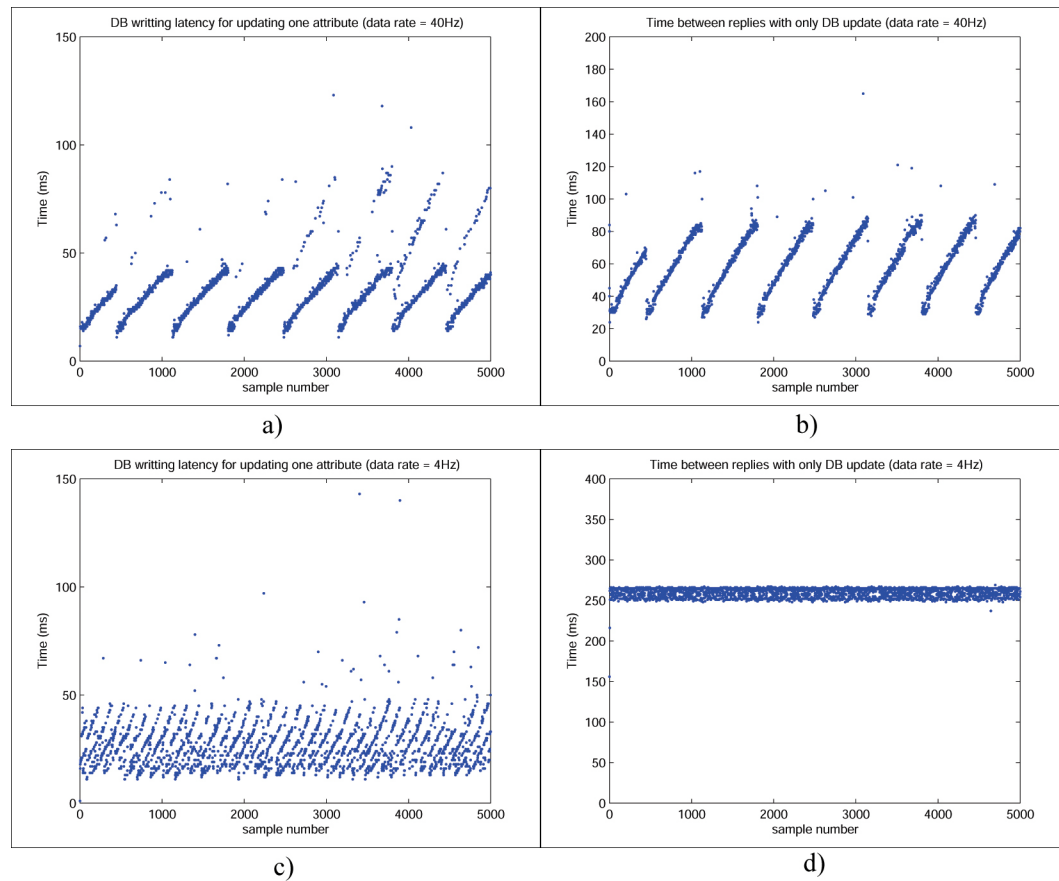 DB writting latency for updating one attribute (data rate = 40Hz)
150
100
50
0
Time (ms)
0 1000 2000 3000 4000 5000
sample number
a)
Time between replies with only DB update (data rate = 40Hz)
200
180
160
140
120
100
80
60
40
20
0
Time (ms)
0 1000 2000 3000 4000 5000
sample number
b)
DB writting latency for updating one attribute (data rate = 4Hz)
150
100
50
0
Time (ms)
0 1000 2000 3000 4000 5000
sample number
c)
Time between replies with only DB update (data rate = 4Hz)
400
350
300
250
200
150
100
50
0
Time (ms)
0 1000 2000 3000 4000 5000
sample number
d)